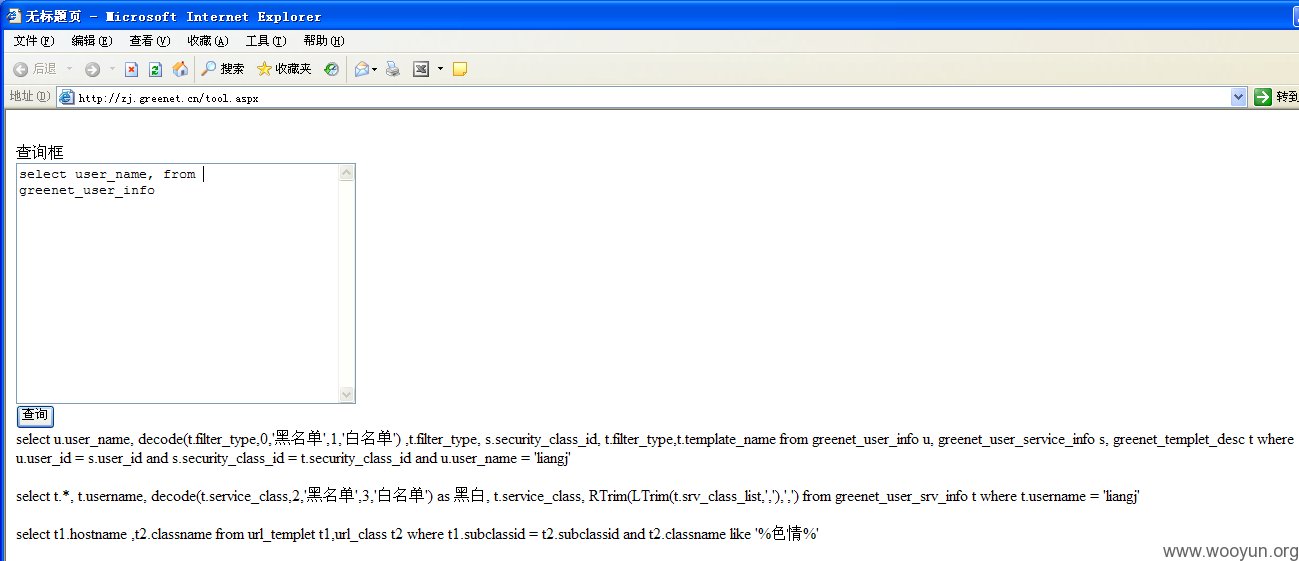 无标题页 - Microsoft Internet Explorer
文件(F) 编辑(E) 查看(V) 收藏(A) 工具(T) 帮助(H)
后退 搜索 收藏夹
地址(D) http://zj.greenet.cn/tool.aspx 转到
查询框
select user_name, from
greenet_user_info
查询
select u.user_name, decode(t.filter_type,0,'黑名单',1,'白名单') ,t.filter_type, s.security_class_id, t.filter_type,t.template_name from greenet_user_info u, greenet_user_service_info s, greenet_templet_desc t where
u.user_id = s.user_id and s.security_class_id = t.security_class_id and u.user_name = 'liangj'
select t.*, t.username, decode(t.service_class,2,'黑名单',3,'白名单') as 黑白, t.service_class, RTrim(LTrim(t.srv_class_list,','),',') from greenet_user_srv_info t where t.username = 'liangj'
select t1.hostname ,t2.classname from url_templet t1,url_class t2 where t1.subclassid = t2.subclassid and t2.classname like '%色情%'
www.wooyun.org